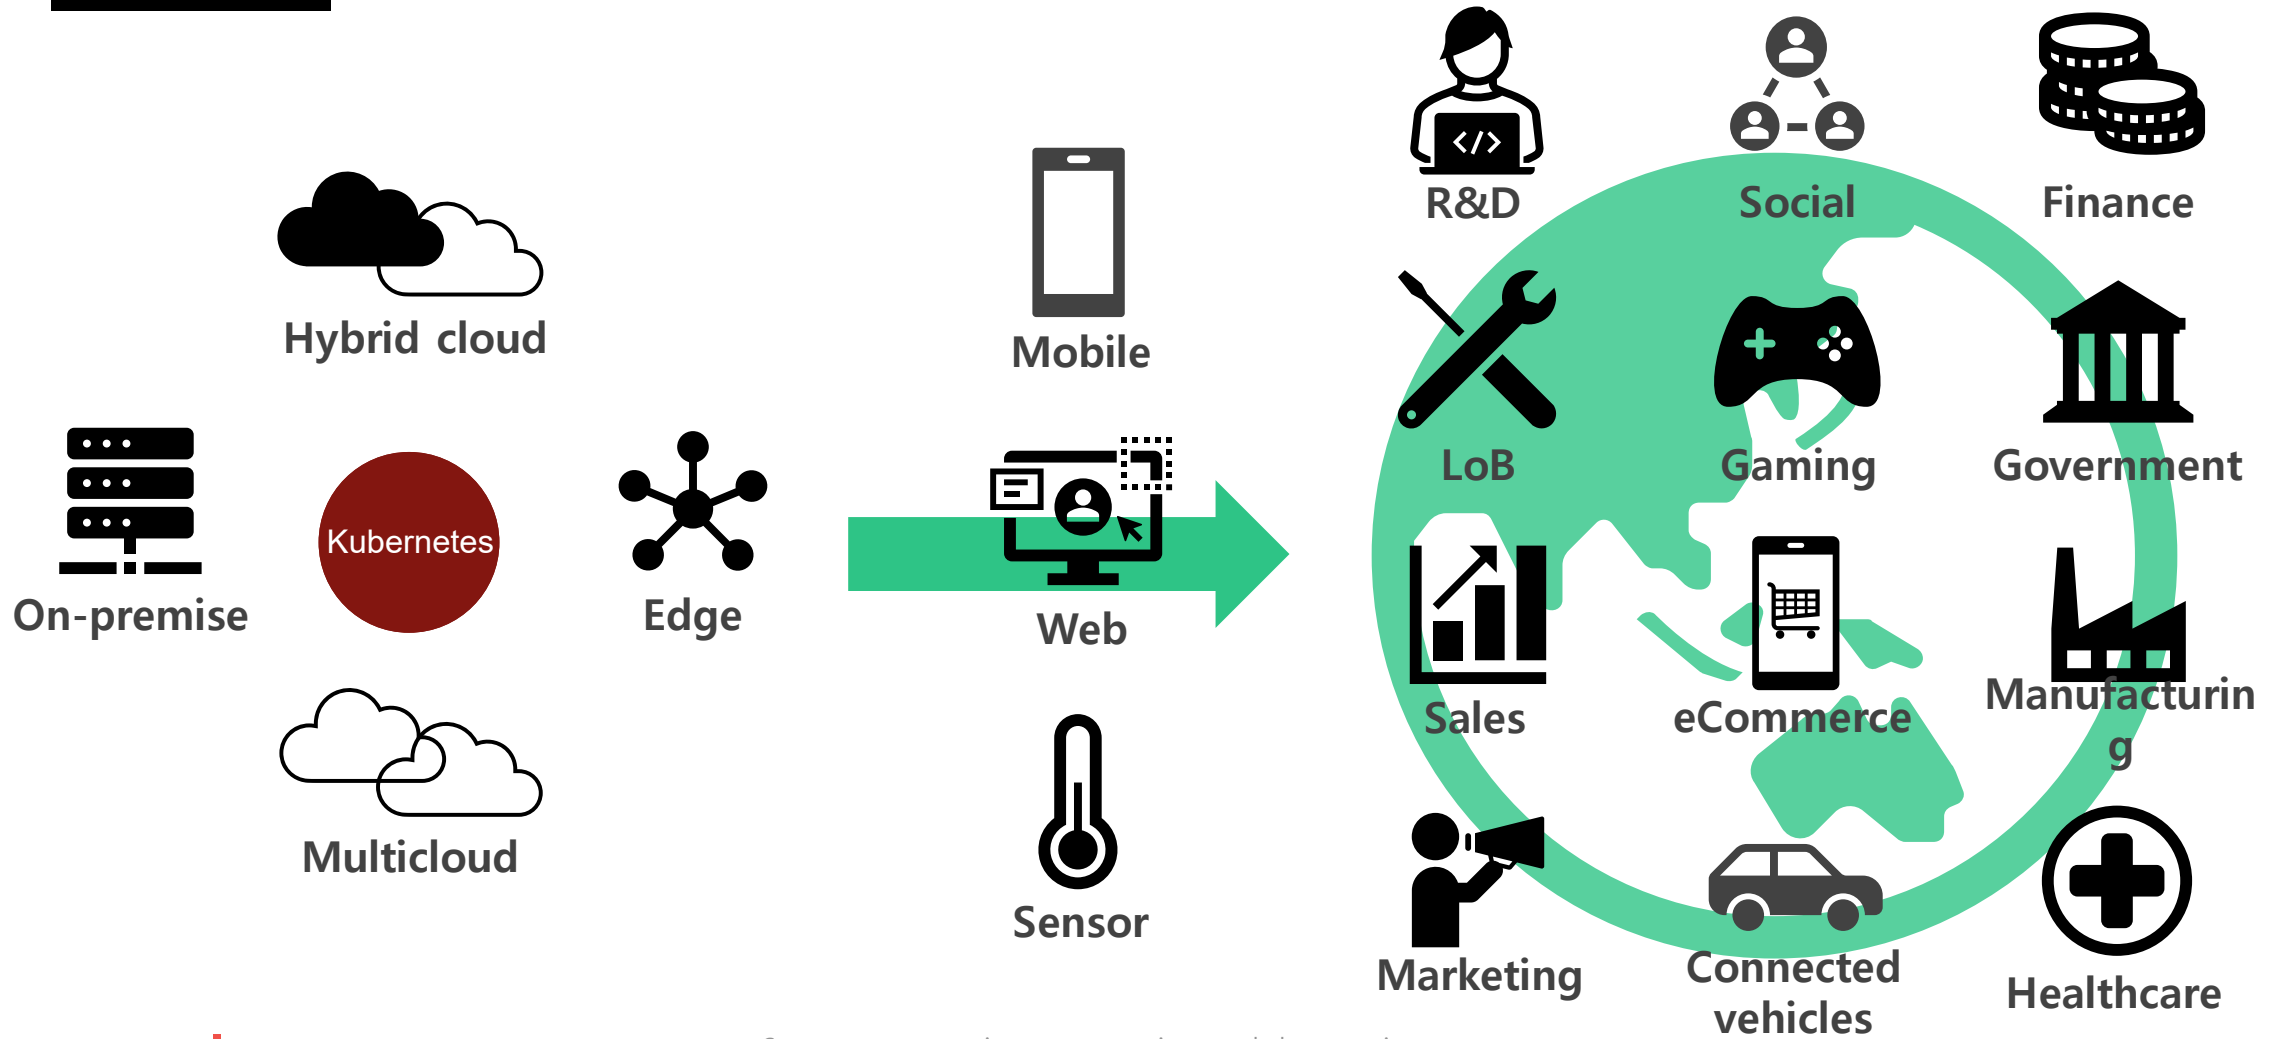 Hybrid cloud
On-premise
Kubernetes
Edge
Multicloud
Mobile
Web
Sensor
R&D
Social
Finance
LoB
Gaming
Government
</>
Sales
eCommerce
Manufacturin
g
Marketing
Connected
vehicles
Healthcare